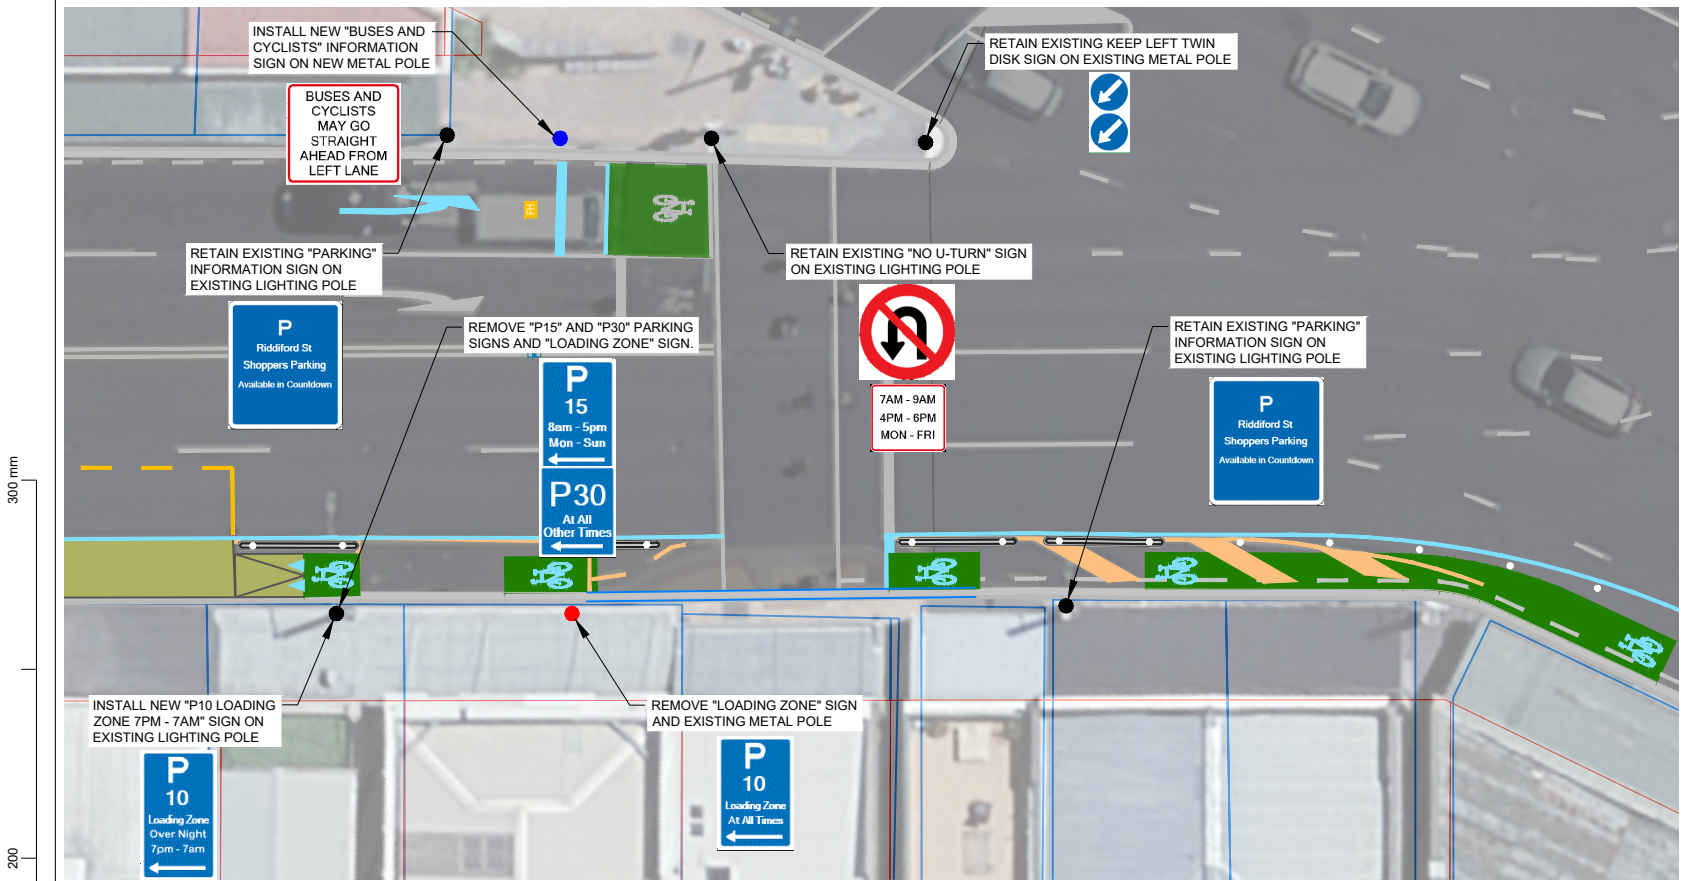 INSTALL NEW "BUSES AND
CYCLISTS" INFORMATION
SIGN ON NEW METAL POLE
BUSES AND
CYCLISTS
MAY GO
STRAIGHT
AHEAD FROM
LEFT LANE
RETAIN EXISTING KEEP LEFT TWIN
DISK SIGN ON EXISTING METAL POLE
FH
RETAIN EXISTING "PARKING"
INFORMATION SIGN ON
EXISTING LIGHTING POLE
P
Riddiford St
Shoppers Parking
Available in Countdown
RETAIN EXISTING "NO U-TURN" SIGN
ON EXISTING LIGHTING POLE
7AM - 9AM
4PM - 6PM
MON - FRI
REMOVE "P15" AND "P30" PARKING
SIGNS AND "LOADING ZONE" SIGN.
P
15
8am - 5pm
Mon - Sun
P30
At All
Other Times
RETAIN EXISTING "PARKING"
INFORMATION SIGN ON
EXISTING LIGHTING POLE
P
Riddiford St
Shoppers Parking
Available in Countdown
300 mm
INSTALL NEW "P10 LOADING
ZONE 7PM - 7AM" SIGN ON
EXISTING LIGHTING POLE
P
10
Loading Zone
Over Night
7pm - 7am
REMOVE "LOADING ZONE" SIGN
AND EXISTING METAL POLE
P
10
Loading Zone
At All Times
200